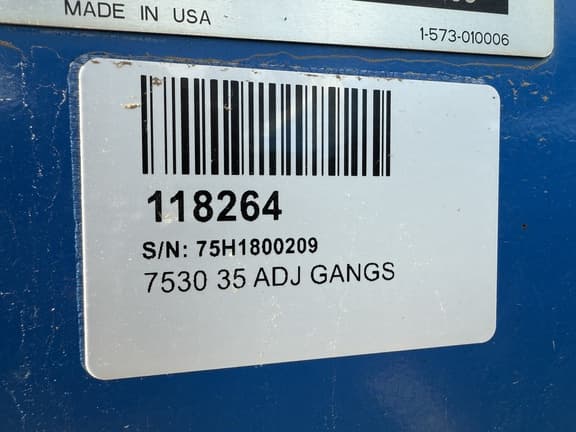 MADE IN USA
1-573-010006
118264
S/N: 75H1800209
7530 35 ADJ GANGS